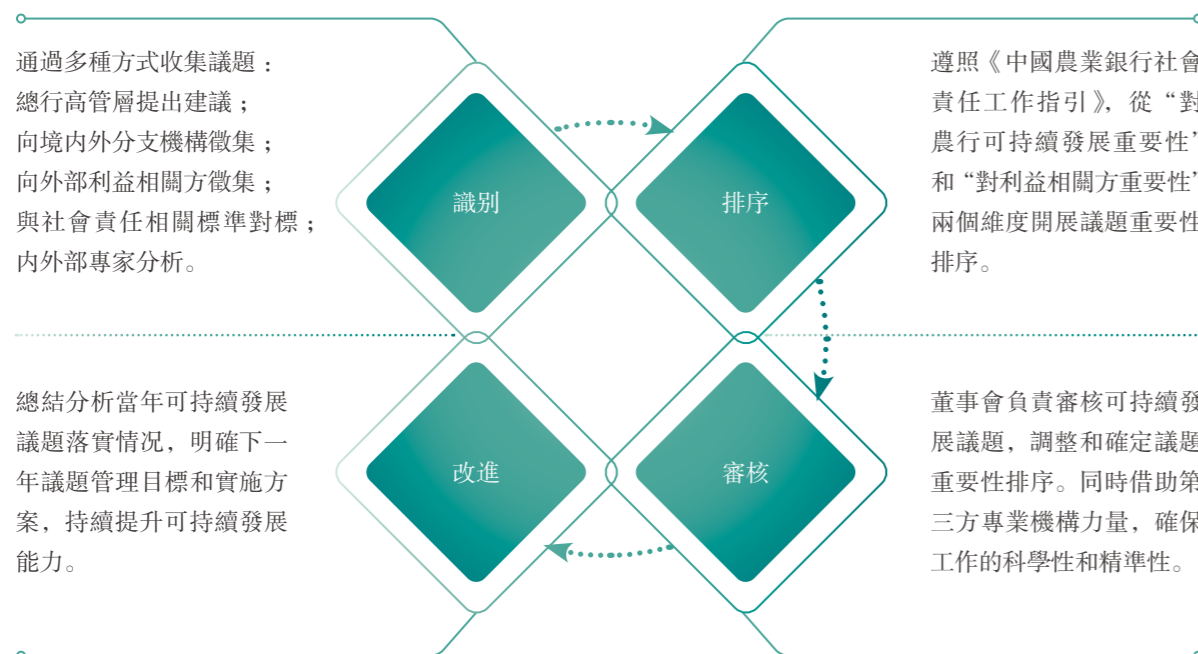 通過多種方式收集議題：
總行高管層提出建議；
向境内外分支機構徵集；
向外部利益相關方徵集；
與社會責任相關標準對標；
内外部專家分析。
識别
排序
遵照《中國農業銀行社會
責任工作指引》，從“對
農行可持續發展重要性”
和“對利益相關方重要性”
兩個維度開展議題重要性
排序。
總結分析當年可持續發展
議題落實情况，明確下一
年議題管理目標和實施方
案，持續提升可持續發展
能力。
改進
審核
董事會負責審核可持續發
展議題，調整和確定議題
重要性排序。同時借助第
三方專業機構力量，確保
工作的科學性和精準性。